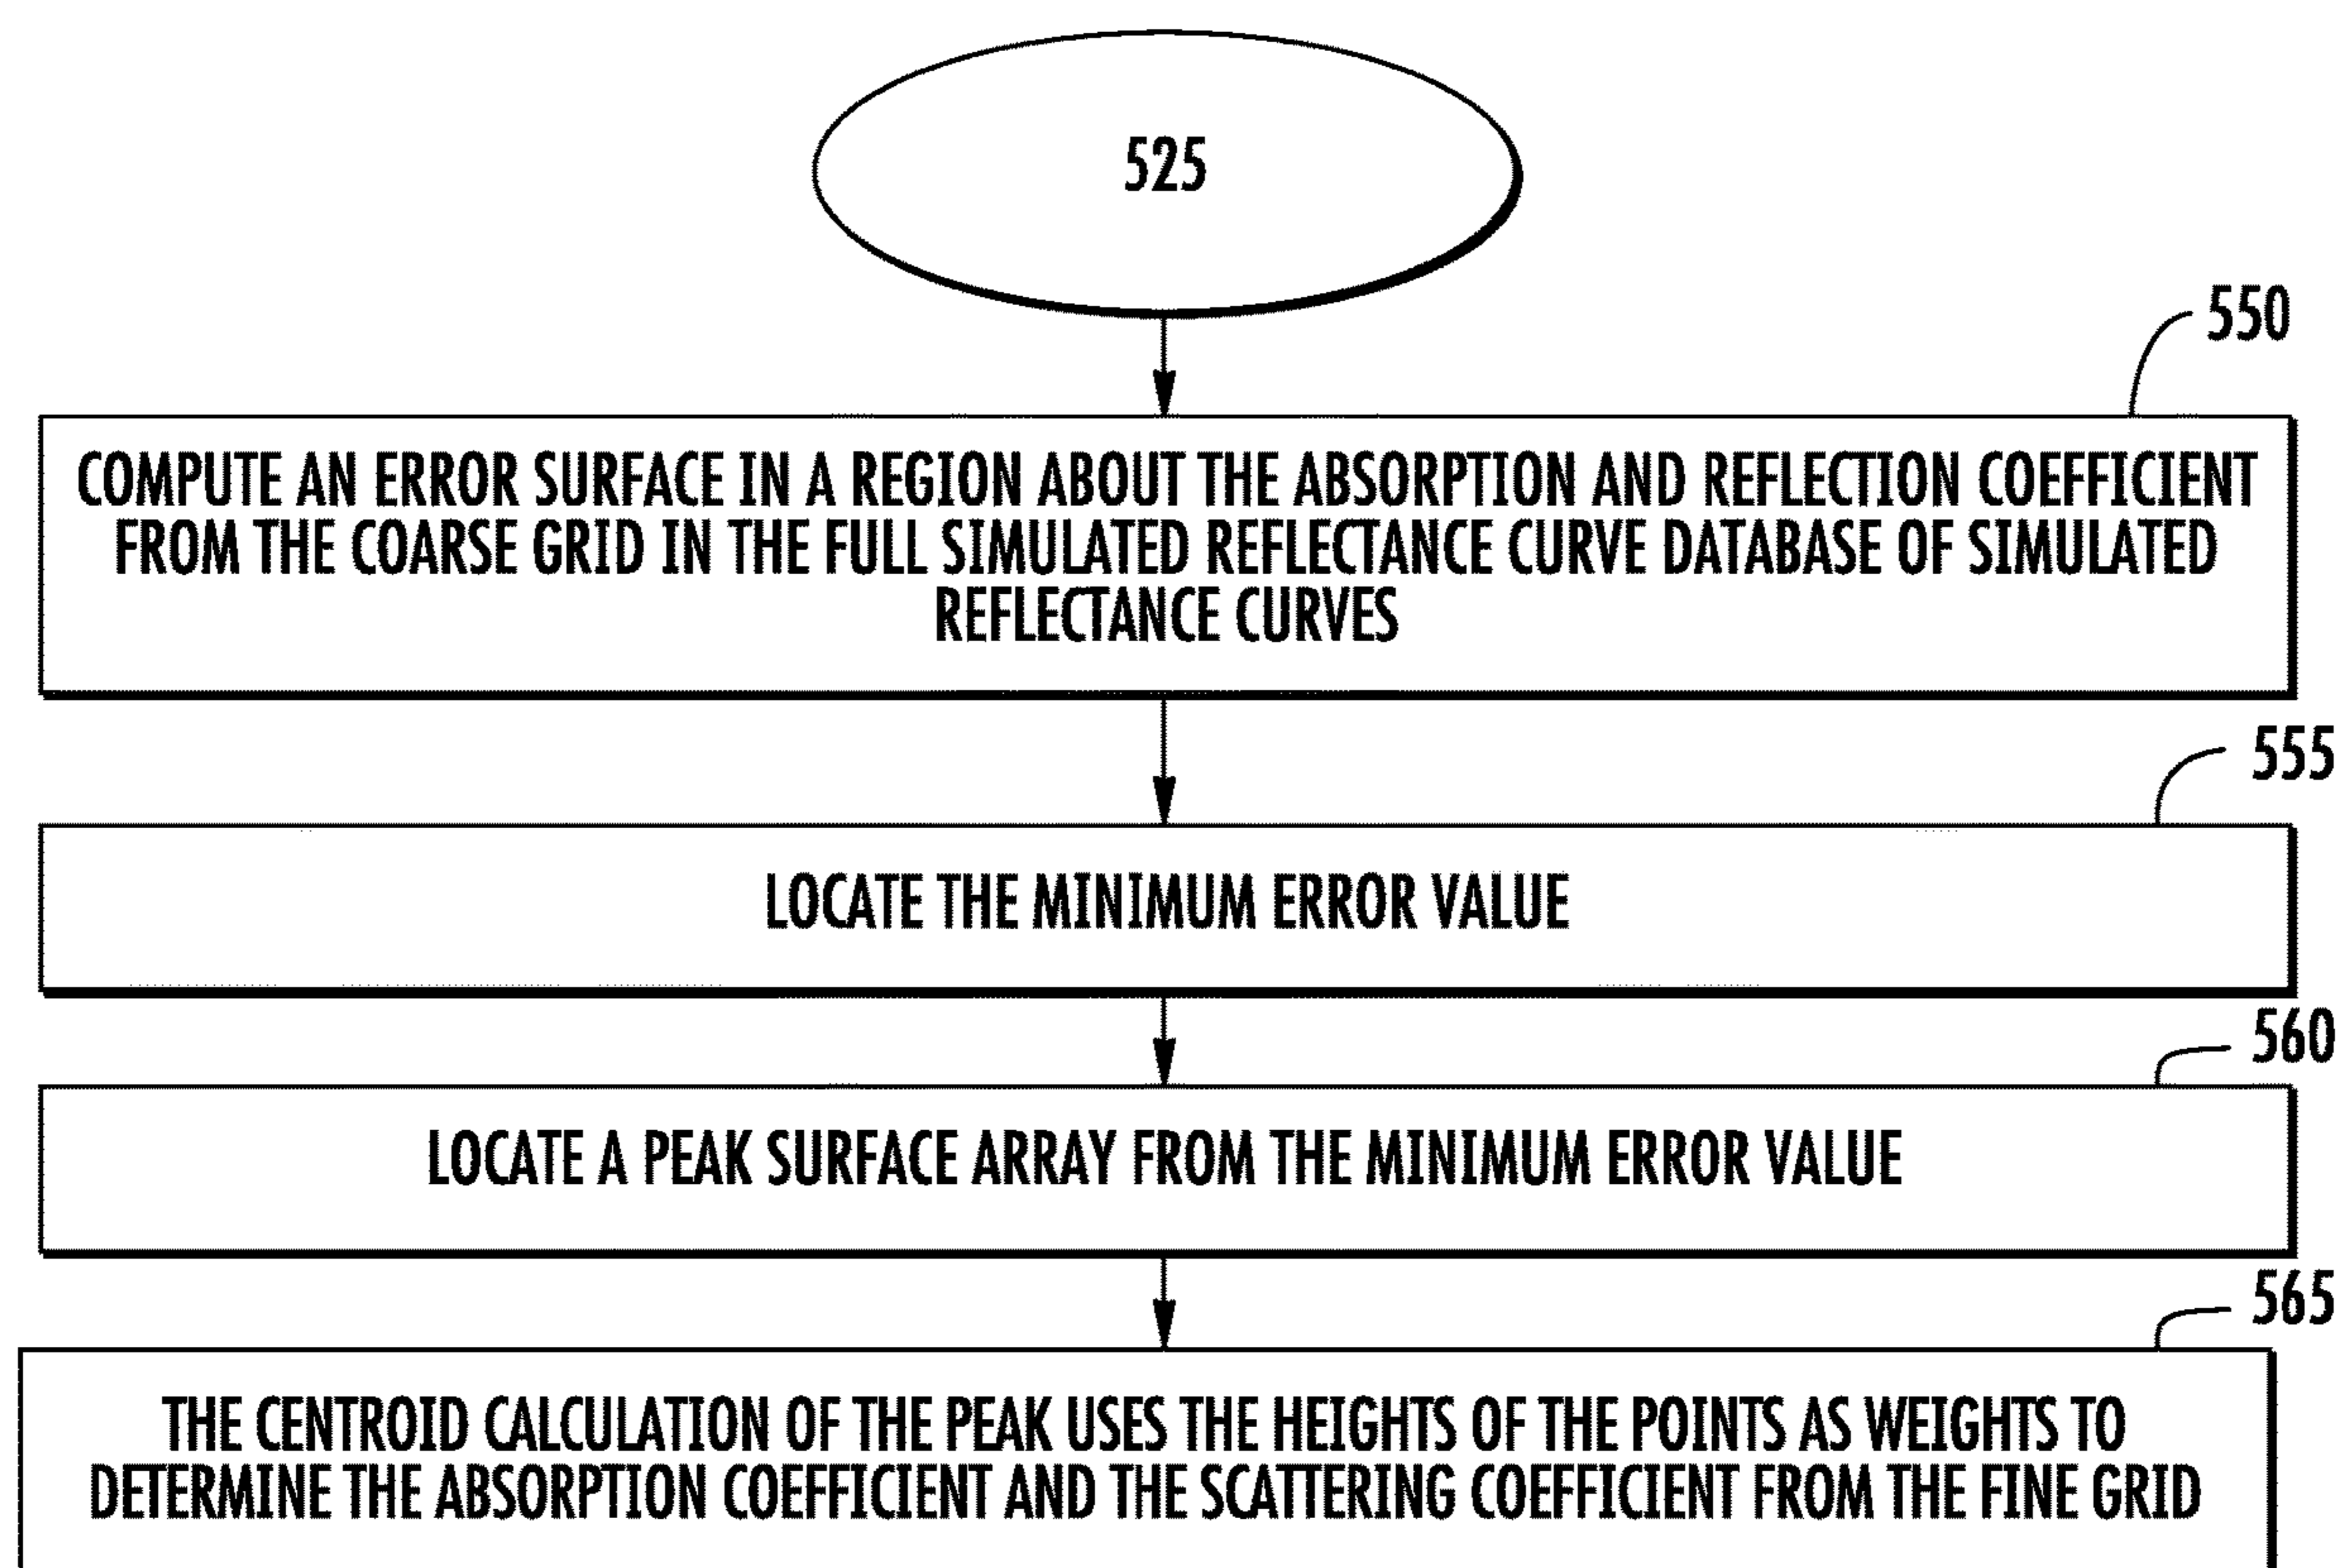 525
550
COMPUTE AN ERROR SURFACE IN A REGION ABOUT THE ABSORPTION AND REFLECTION COEFFICIENT
FROM THE COARSE GRID IN THE FULL SIMULATED REFLECTANCE CURVE DATABASE OF SIMULATED
REFLECTANCE CURVES
555
LOCATE THE MINIMUM ERROR VALUE
560
LOCATE A PEAK SURFACE ARRAY FROM THE MINIMUM ERROR VALUE
565
THE CENTROID CALCULATION OF THE PEAK USES THE HEIGHTS OF THE POINTS AS WEIGHTS TO
DETERMINE THE ABSORPTION COEFFICIENT AND THE SCATTERING COEFFICIENT FROM THE FINE GRID